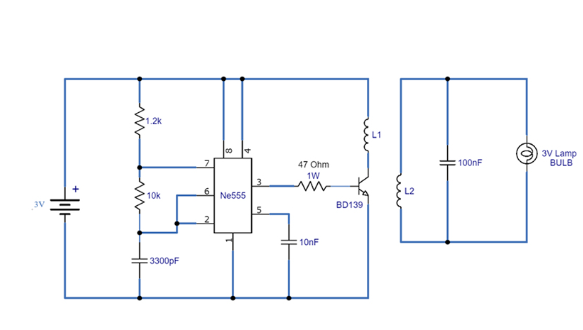 1.2k
L1
8
4
7
47 Ohm
1W
3V Lamp
BULB
100nF
+
3V
10k
6
Ne555
3
L2
BD139
2
5
1
10nF
3300pF